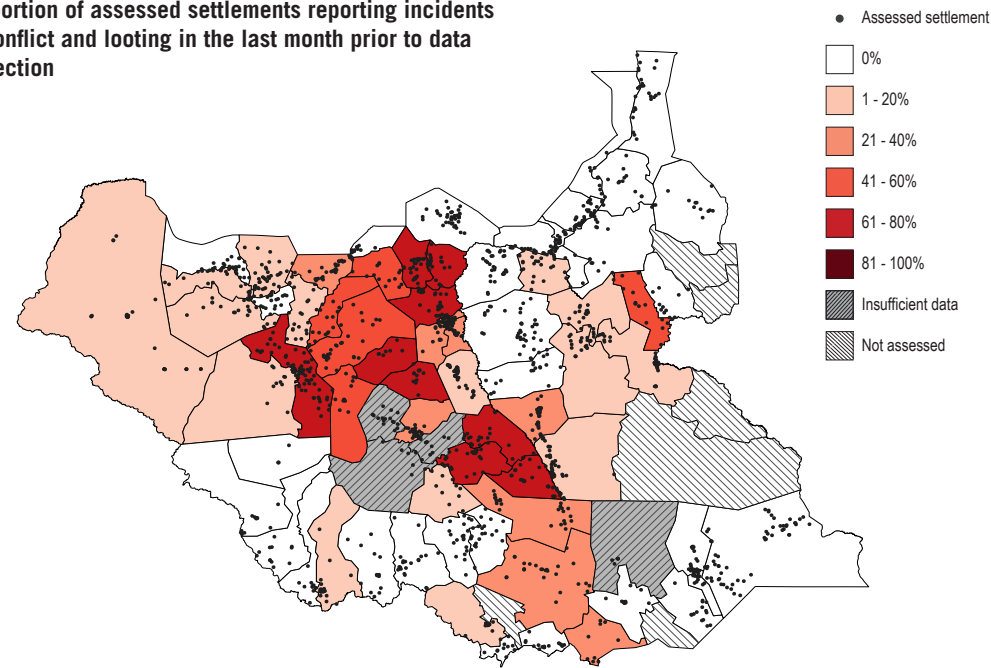 ortion of assessed settlements reporting incidents
onflict and looting in the last month prior to data
ection
Assessed settlement
0%
1 - 20%
21 - 40%
41 - 60%
61 - 80%
81 - 100%
Insufficient data
Not assessed